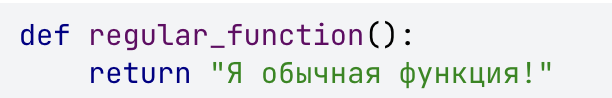 def regular_function():
    return "Я обычная функция!"